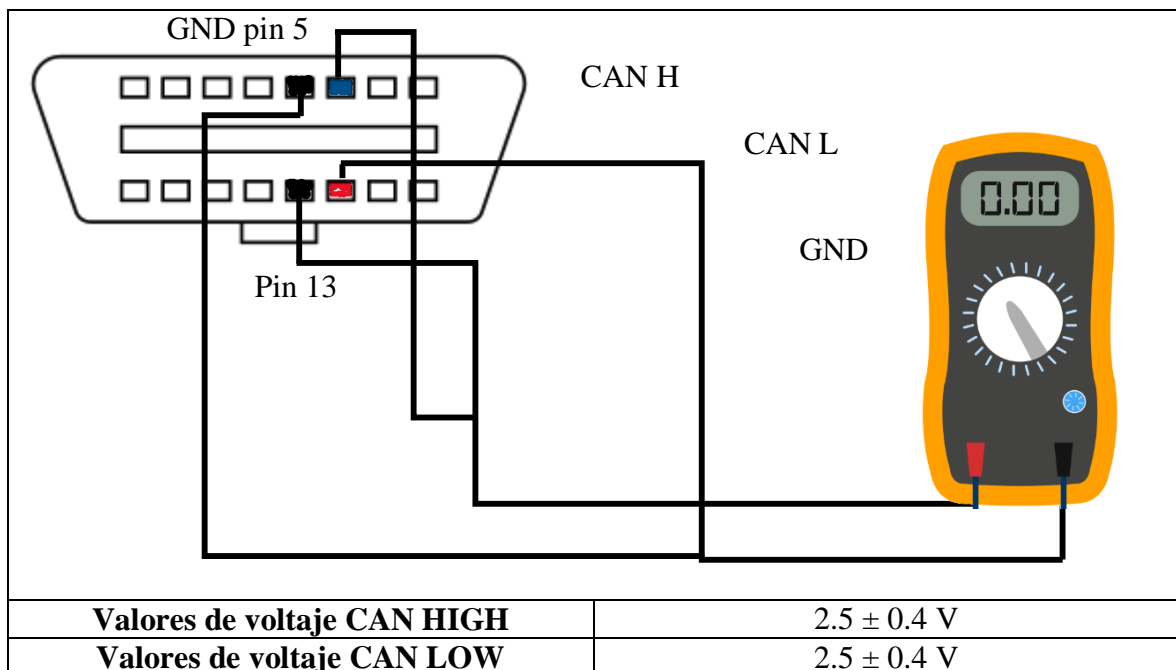 GND pin 5
CAN H
CAN L
0.00
GND
Pin 13
Valores de voltaje CAN HIGH 2.5 ± 0.4 V
Valores de voltaje CAN LOW 2.5 ± 0.4 V